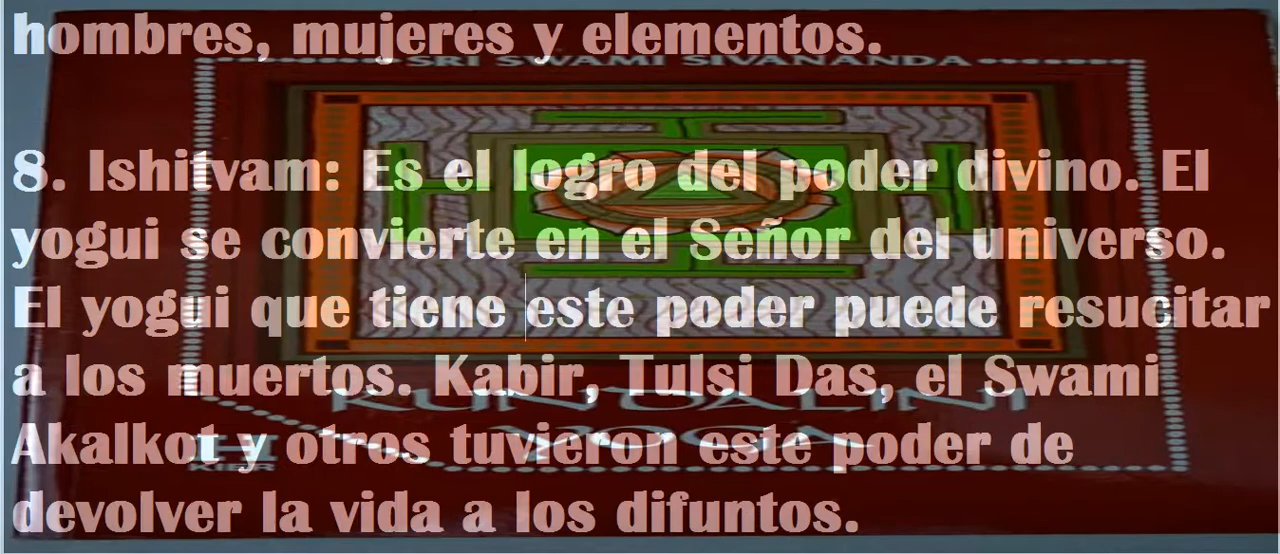 hombres, mujeres y elementos.
SRI SWAMI SIVANANDA
8. Ishitvam: Es el logro del poder divino. El
yogui se convierte en el Señor del universo.
El yogui que tiene este poder puede resucitar
a los muertos. Kabir, Tulsi Das, el Swami
KUNDALINI
Akalkot y otros tuvieron este poder de
YOGA
devolver la vida a los difuntos.